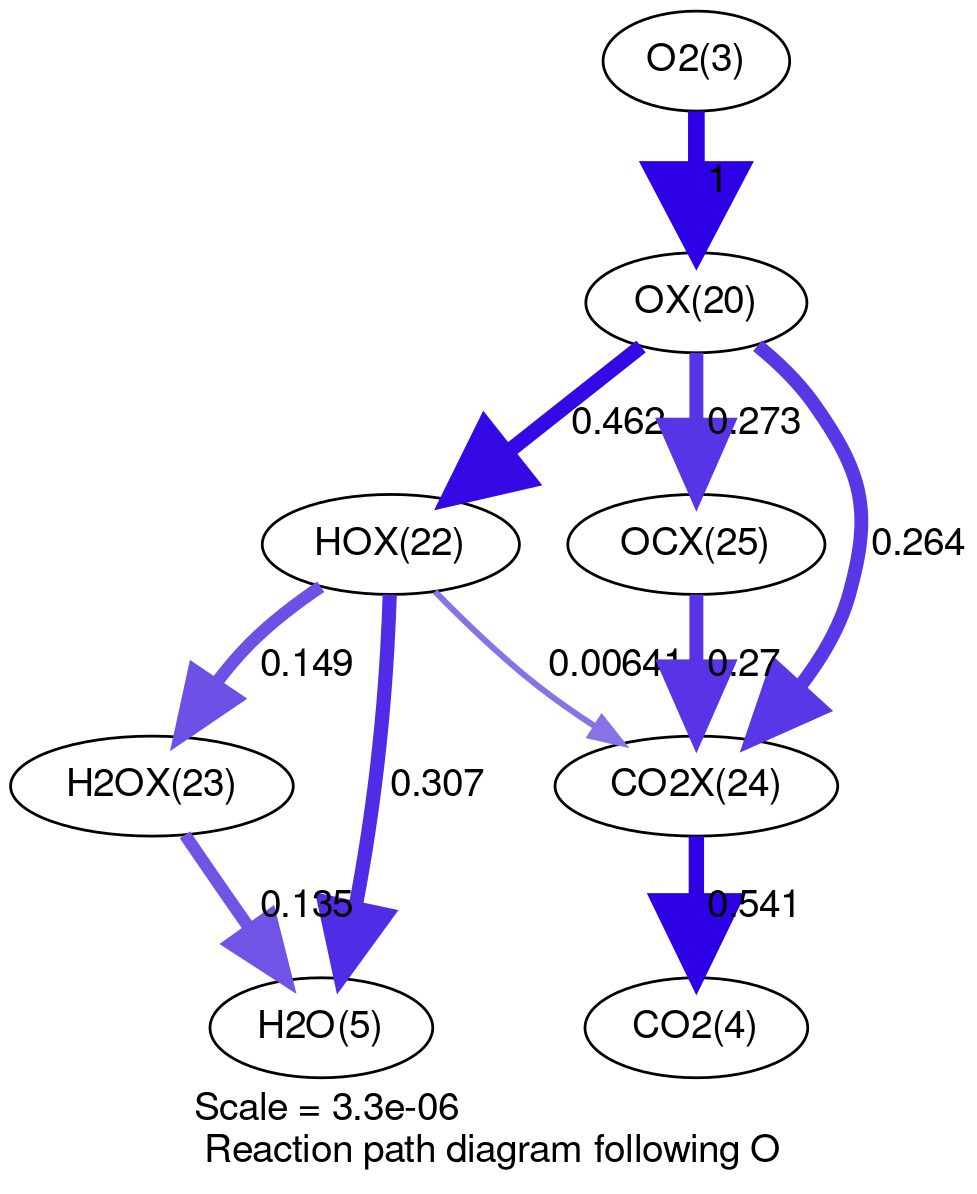 O2(3)
1
OX(20)
0.462
0.273
0.264
HOX(22)
OCX(25)
0.149
0.307
0.00641
0.27
H2OX(23)
CO2X(24)
0.135
0.541
H2O(5)
CO2(4)
Scale = 3.3e-06
Reaction path diagram following O